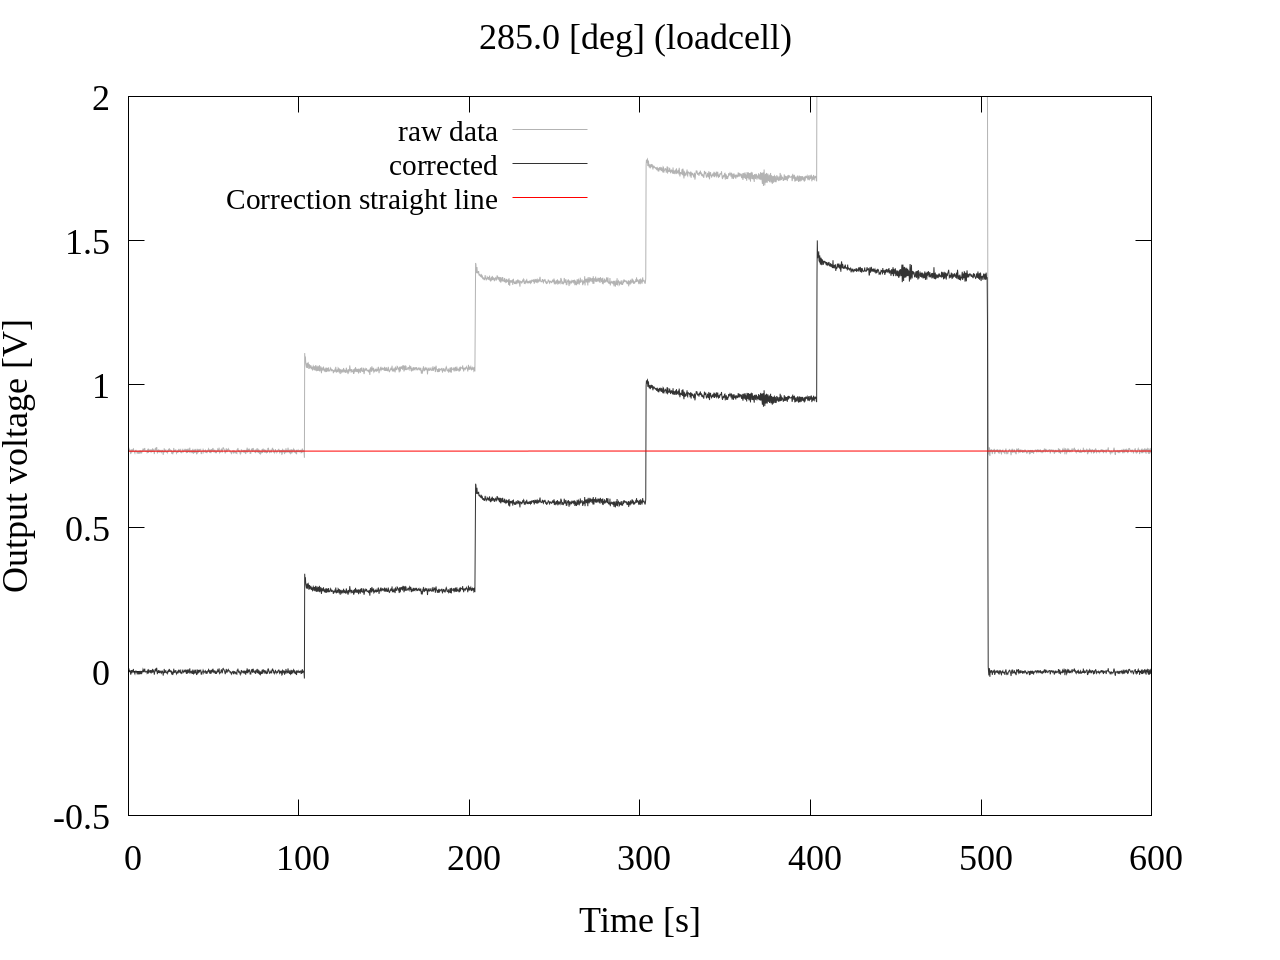 285.0 [deg] (loadcell)
2
1.5
1
0.5
0
-0.5
raw data
corrected
Correction straight line
Output voltage [V]
0 100 200 300 400 500 600
Time [s]